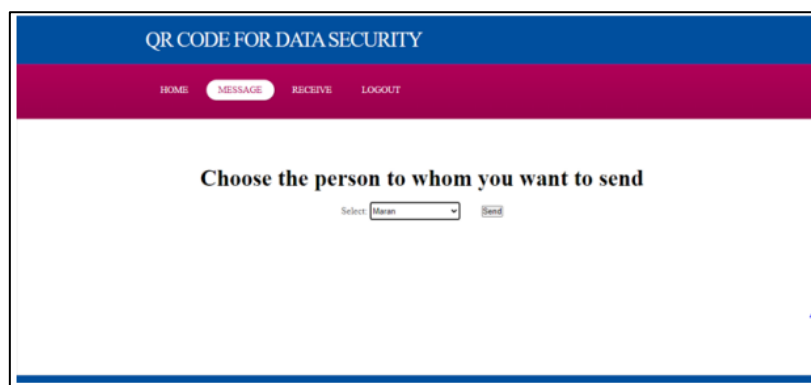 QR CODE FOR DATA SECURITY
HOME MESSAGE RECEIVE LOGOUT
Choose the person to whom you want to send
Select: Maran Send